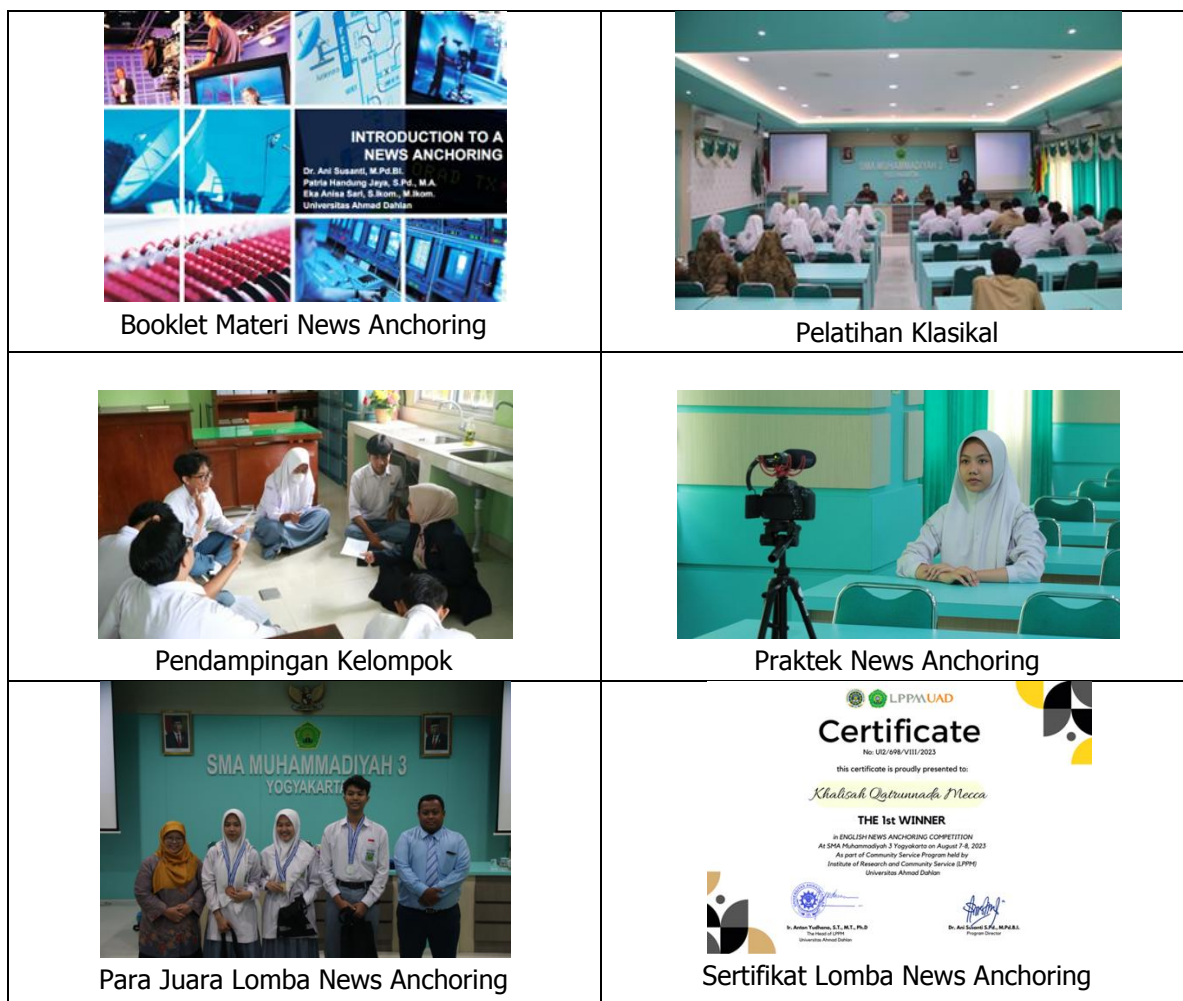 INTRODUCTION TO A
NEWS ANCHORING
Dr. Ani Susanti, M.Pd.BI.
Patria Handung Jaya, S.Pd., M.A.
Eka Anisa Sari, S.Ikom., M.Ikom.
Universitas Ahmad Dahlan
Booklet Materi News Anchoring
SMA MUHAMMADIYAH 3
YOGYAKARTA
Pelatihan Klasikal
Pendampingan Kelompok
Praktek News Anchoring
SMA MUHAMMADIYAH 3
YOGYAKARTA
Para Juara Lomba News Anchoring
LPPM UAD
Certificate
No: U12/698/VIII/2023
this certificate is proudly presented to:
Khalisah Qatrunnada Mecca
THE 1st WINNER
in ENGLISH NEWS ANCHORING COMPETITION
At SMA Muhammadiyah 3 Yogyakarta on August 7-8, 2023
As part of Community Service Program held by
Institute of Research and Community Service (LPPM)
Universitas Ahmad Dahlan
Ir. Anton Yudhana, S.T., M.T., Ph.D
The Head of LPPM
Universitas Ahmad Dahlan
Dr. Ani Susanti S.Pd., M.Pd.B.I.
Program Director
Sertifikat Lomba News Anchoring